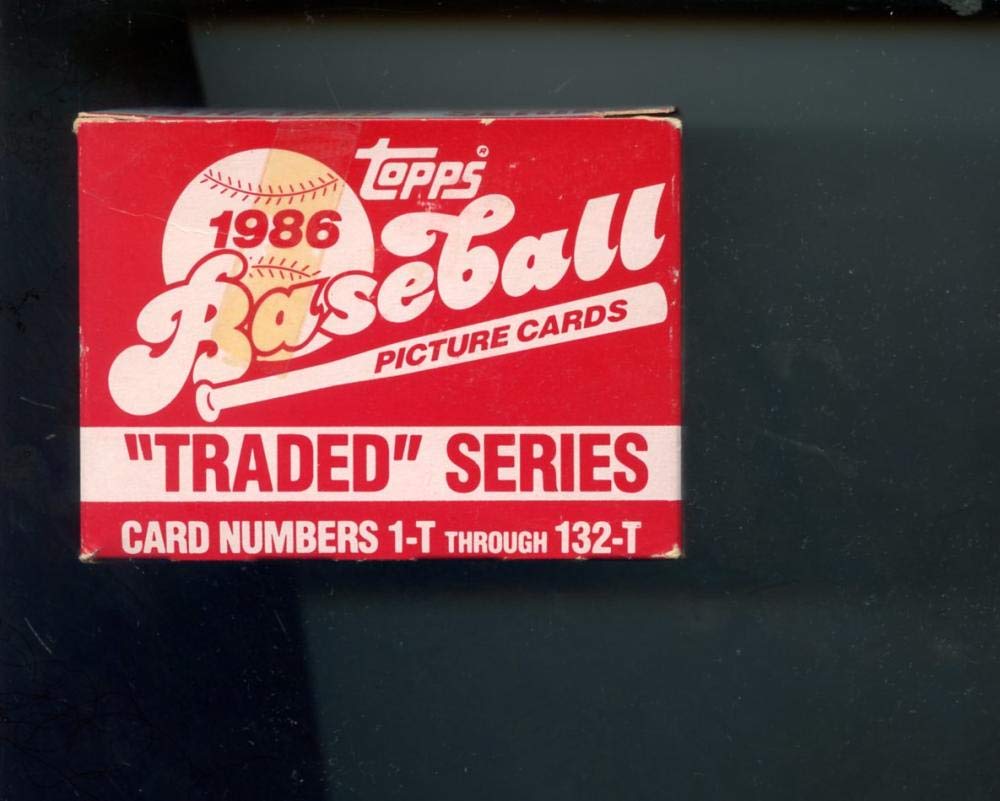 topps®
1986
Baseball
PICTURE CARDS
"TRADED" SERIES
CARD NUMBERS 1-T THROUGH 132-T